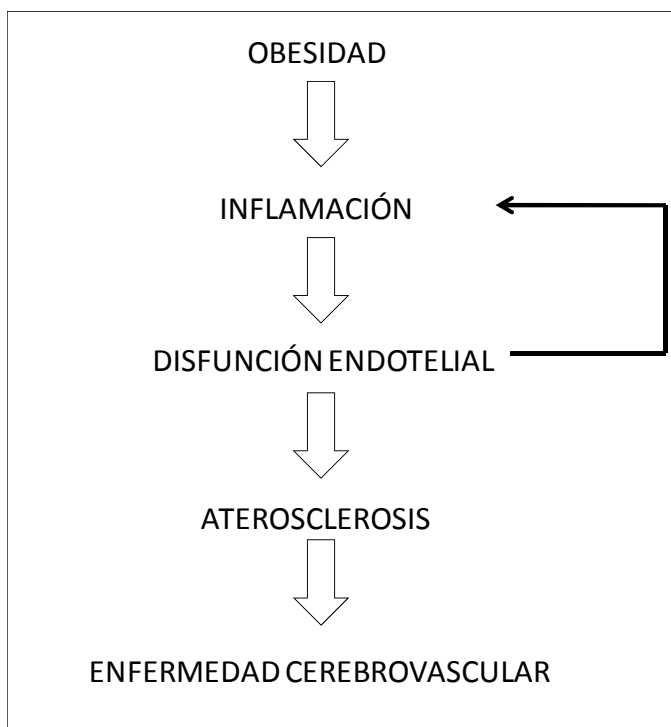 OBESIDAD
INFLAMACIÓN
DISFUNCIÓN ENDOTELIAL
ATEROSCLEROSIS
ENFERMEDAD CEREBROVASCULAR